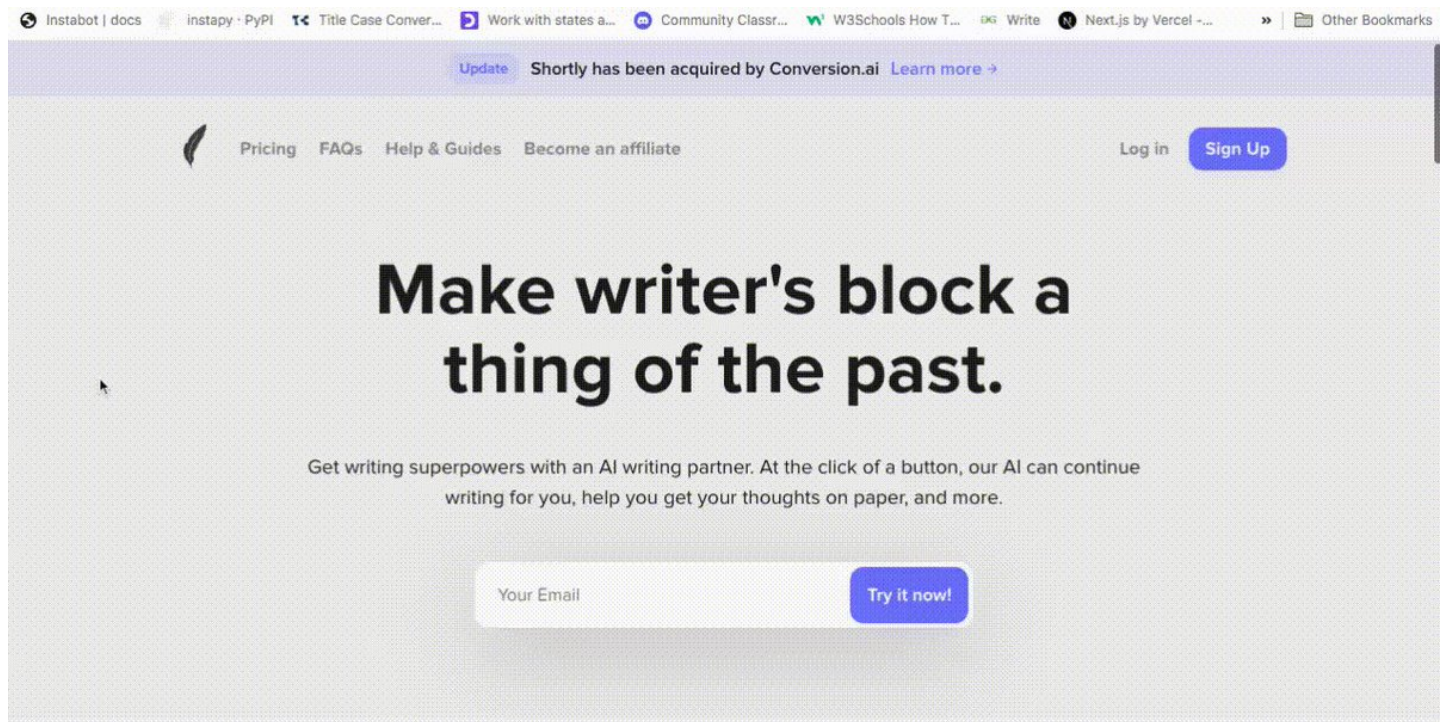 Instabot | docs instapy · PyPI Title Case Conver... Work with states a... Community Classr... W3Schools How T... Write Next.js by Vercel -... » Other Bookmarks
Update Shortly has been acquired by Conversion.ai Learn more →
Pricing FAQs Help & Guides Become an affiliate Log in Sign Up
Make writer's block a
thing of the past.
Get writing superpowers with an AI writing partner. At the click of a button, our AI can continue
writing for you, help you get your thoughts on paper, and more.
Your Email Try it now!